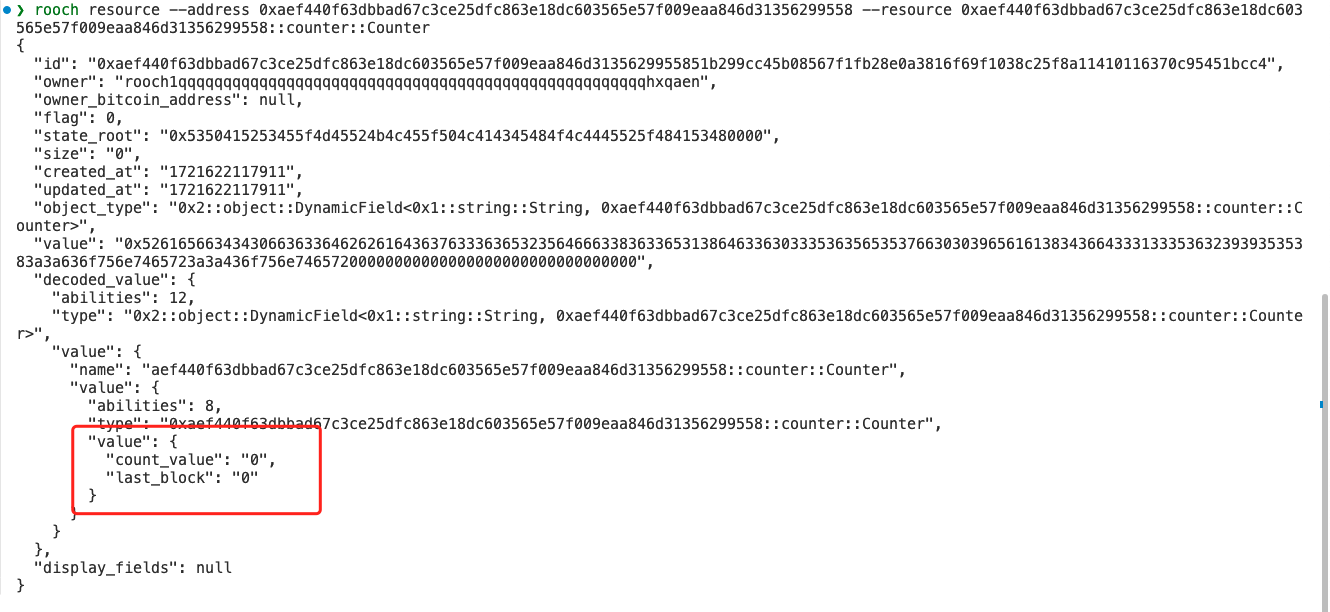 ❯ rooch resource --address 0xaef440f63dbbad67c3ce25dfc863e18dc603565e57f009eaa846d31356299558 --resource 0xaef440f63dbbad67c3ce25dfc863e18dc603
565e57f009eaa846d31356299558::counter::Counter
{
  "id": "0xaef440f63dbbad67c3ce25dfc863e18dc603565e57f009eaa846d3135629955851b299cc45b08567f1fb28e0a3816f69f1038c25f8a11410116370c95451bcc4",
  "owner": "rooch1qqqqqqqqqqqqqqqqqqqqqqqqqqqqqqqqqqqqqqqqqqqqqqqqqqqqqhxqaen",
  "owner_bitcoin_address": null,
  "flag": 0,
  "state_root": "0x5350415253455f4d45524b4c455f504c414345484f4c4445525f484153480000",
  "size": "0",
  "created_at": "1721622117911",
  "updated_at": "1721622117911",
  "object_type": "0x2::object::DynamicField<0x1::string::String, 0xaef440f63dbbad67c3ce25dfc863e18dc603565e57f009eaa846d31356299558::counter::C
ounter>",
  "value": "0x52616566343430663633646262616436376333636532356466633836336531386463363033353635653537663030396561613834366433313335363239393535
383a3a636f756e7465723a3a436f756e74657200000000000000000000000000000000",
  "decoded_value": {
    "abilities": 12,
    "type": "0x2::object::DynamicField<0x1::string::String, 0xaef440f63dbbad67c3ce25dfc863e18dc603565e57f009eaa846d31356299558::counter::Counte
r>",
    "value": {
      "name": "aef440f63dbbad67c3ce25dfc863e18dc603565e57f009eaa846d31356299558::counter::Counter",
      "value": {
        "abilities": 8,
        "type": "0xaef440f63dbbad67c3ce25dfc863e18dc603565e57f009eaa846d31356299558::counter::Counter",
        "value": {
          "count_value": "0",
          "last_block": "0"
        }
      }
    }
  },
  "display_fields": null
}